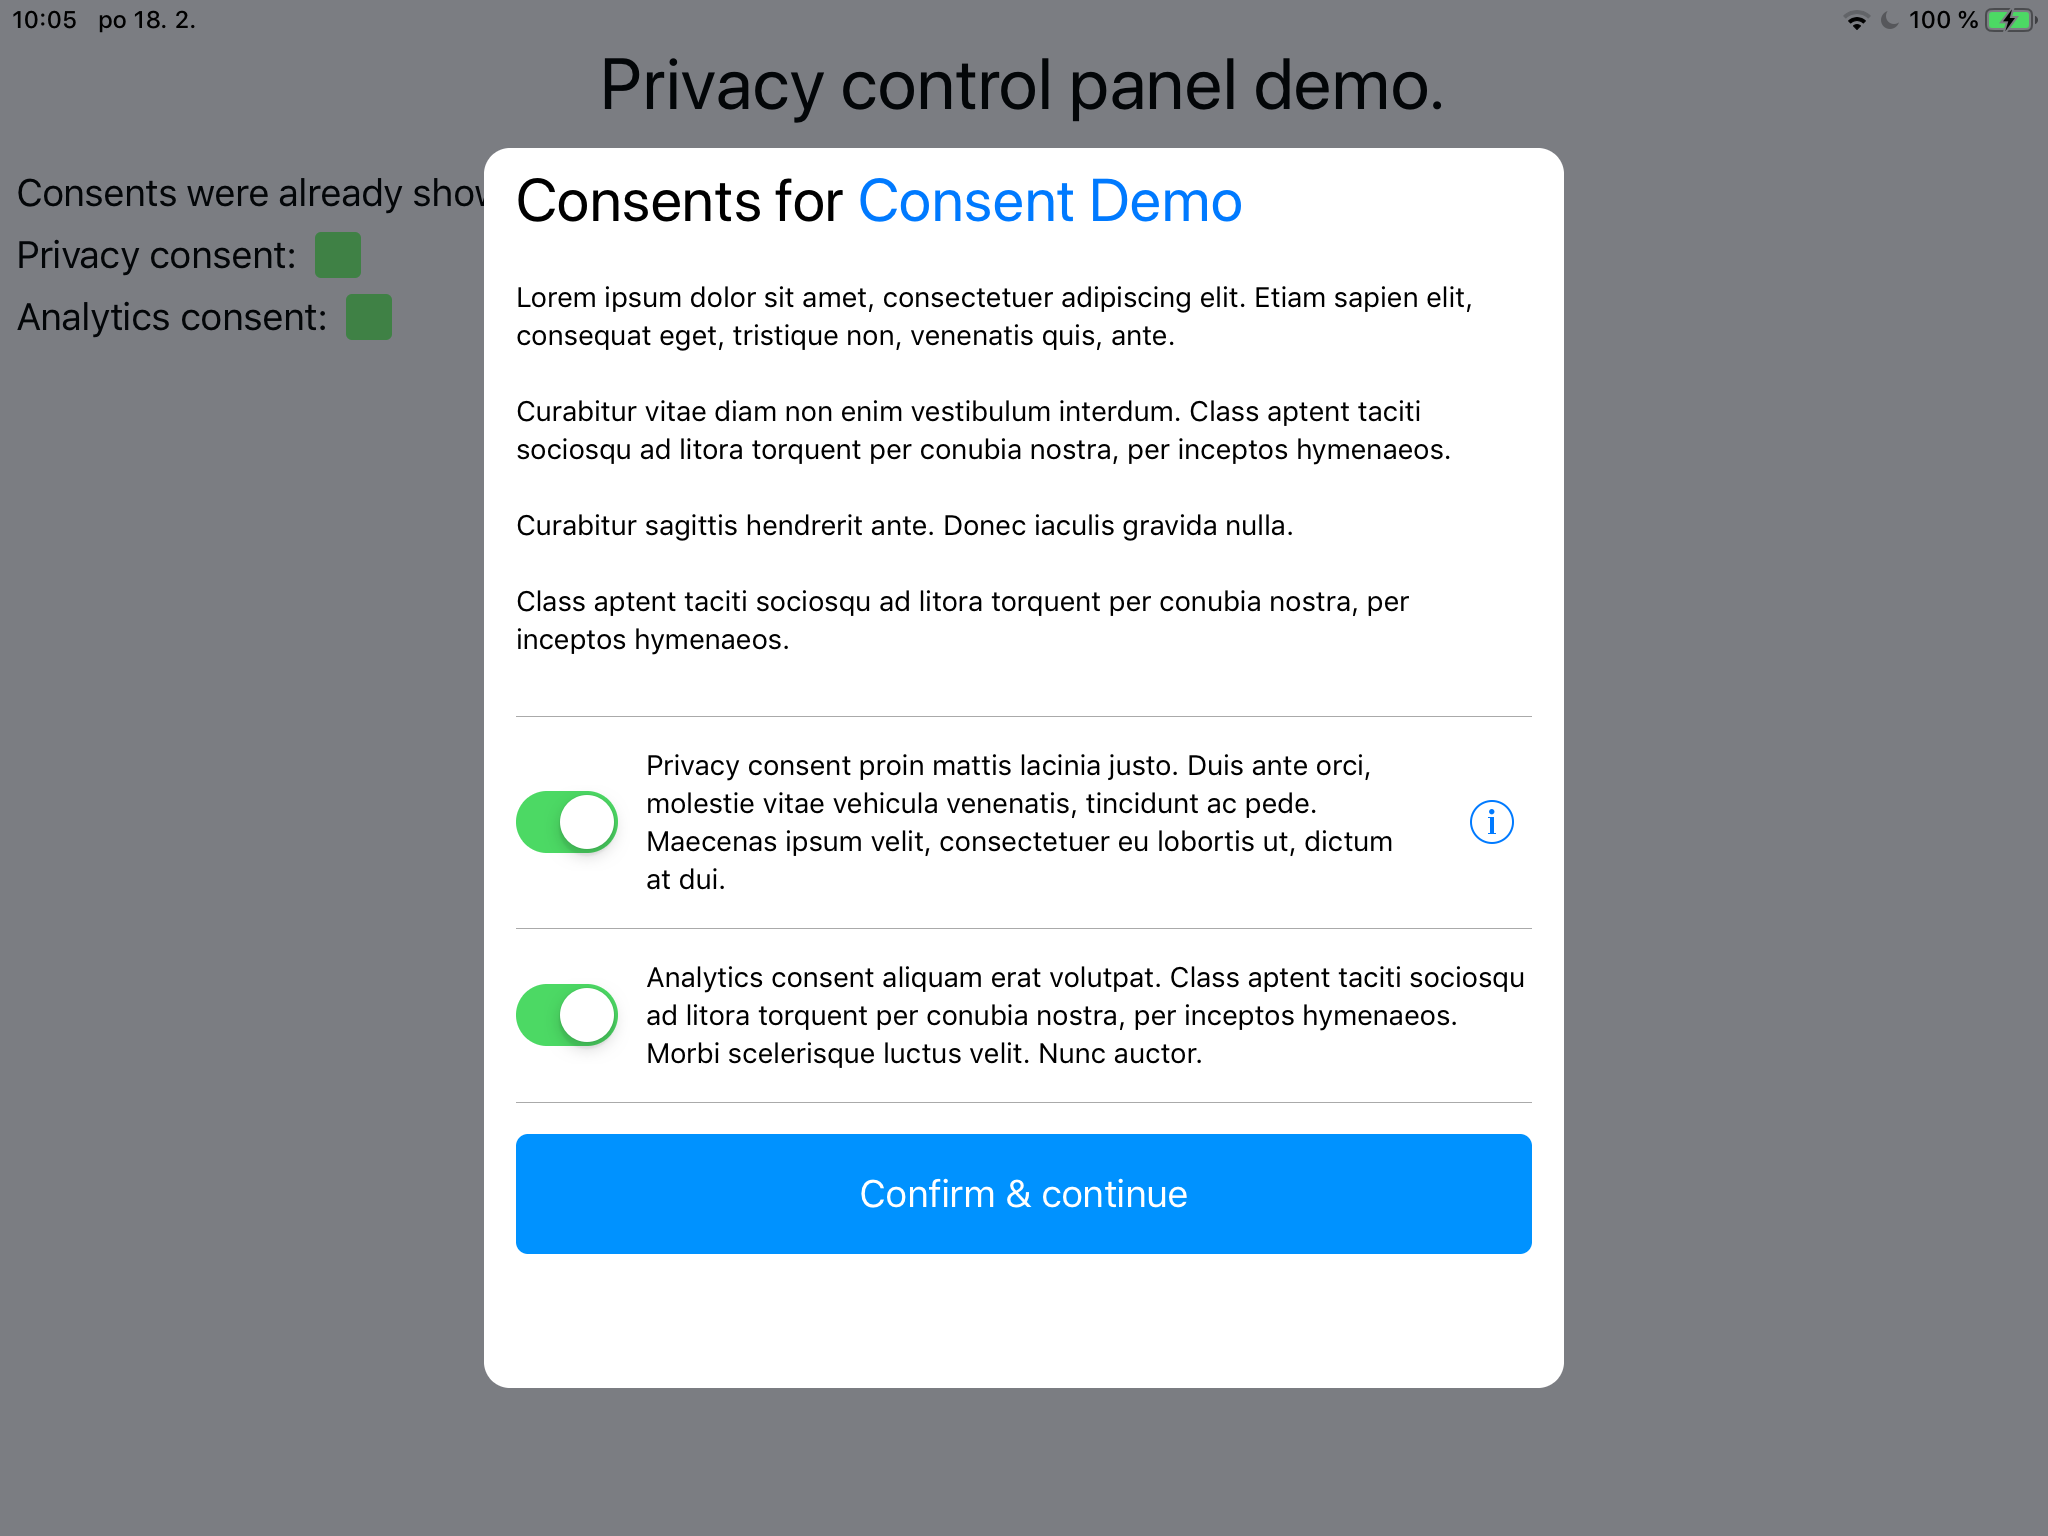 10:05 po 18. 2.
100 %
Privacy control panel demo.
Consents were already
Privacy consent:
Analytics consent:
Consents for Consent Demo
Lorem ipsum dolor sit amet, consectetuer adipiscing elit. Etiam sapien elit,
consequat eget, tristique non, venenatis quis, ante.
Curabitur vitae diam non enim vestibulum interdum. Class aptent taciti
sociosqu ad litora torquent per conubia nostra, per inceptos hymenaeos.
Curabitur sagittis hendrerit ante. Donec iaculis gravida nulla.
Class aptent taciti sociosqu ad litora torquent per conubia nostra, per
inceptos hymenaeos.
Privacy consent proin mattis lacinia justo. Duis ante orci,
molestie vitae vehicula venenatis, tincidunt ac pede.
Maecenas ipsum velit, consectetuer eu lobortis ut, dictum
at dui.
Analytics consent aliquam erat volutpat. Class aptent taciti sociosqu
ad litora torquent per conubia nostra, per inceptos hymenaeos.
Morbi scelerisque luctus velit. Nunc auctor.
Confirm & continue